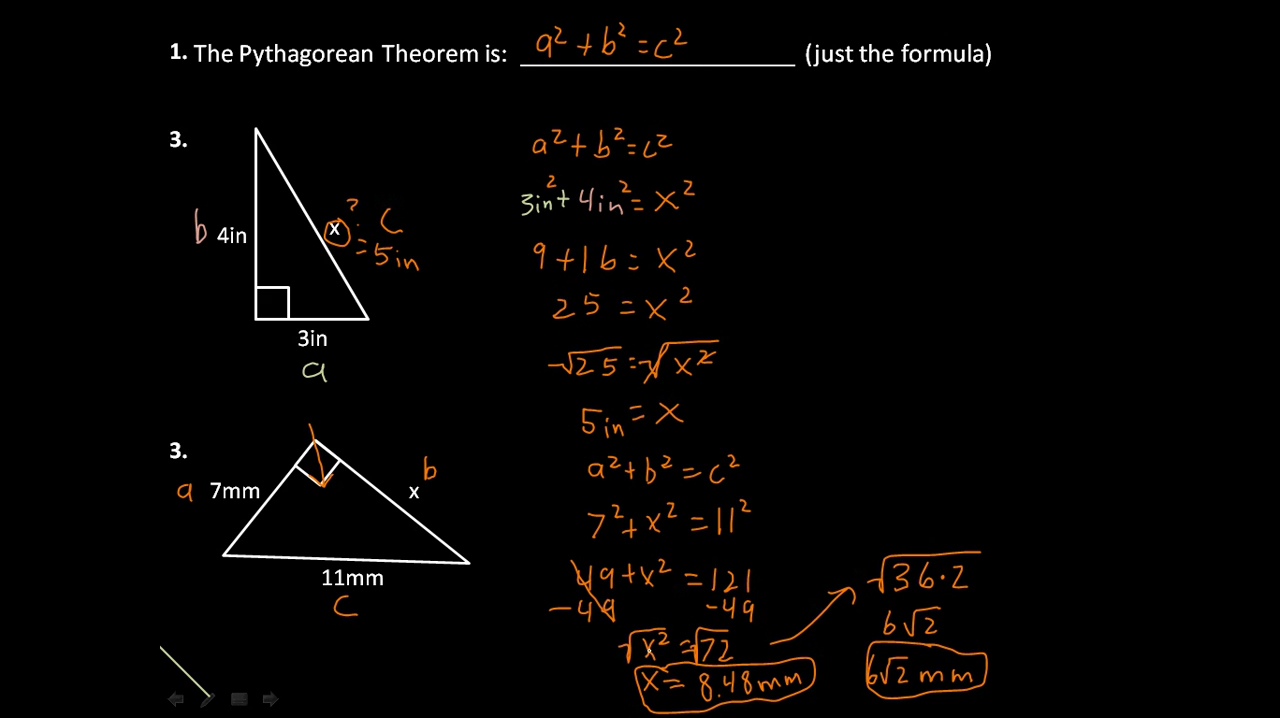 1. The Pythagorean Theorem is: a² + b² = c² (just the formula)
3.
b 4in
x ? = c
= 5in
3in
a
a² + b² = c²
3in² + 4in² = x²
9 + 16 = x²
25 = x²
√25 = √x²
5in = x
3.
a 7mm
x b
11mm
c
a² + b² = c²
7² + x² = 11²
49 + x² = 121
-49 -49
√x² = √72
x = 8.48mm
√36·2
6√2
6√2 mm